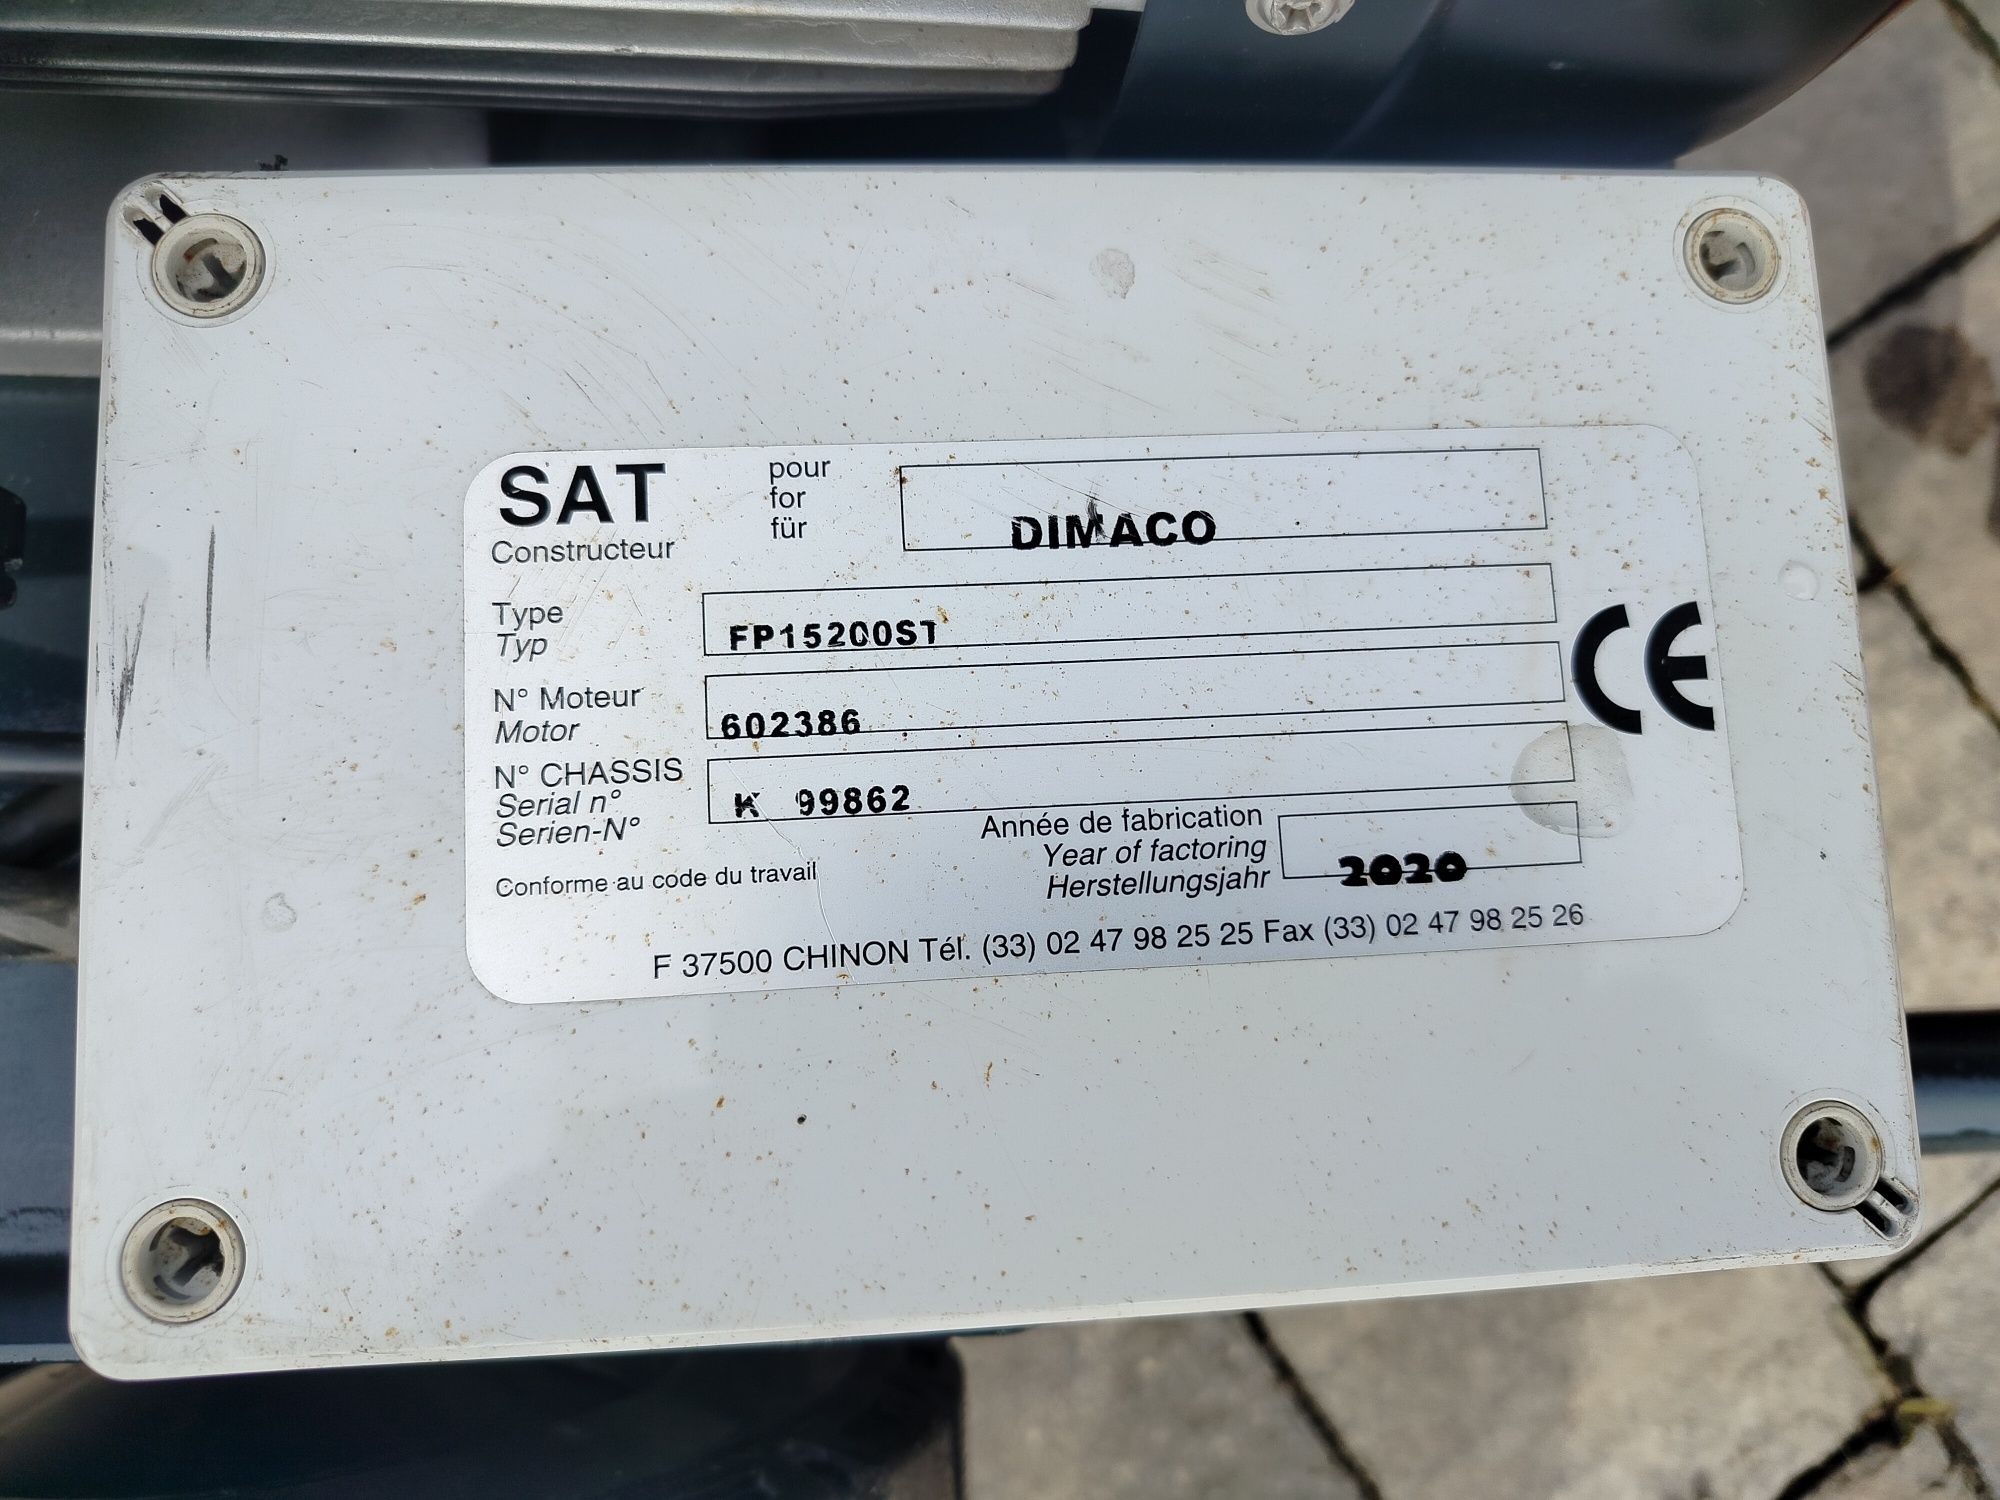 SAT
Constructeur
pour
for
für
DIMACO
Type
Typ
FP15200ST
N° Moteur
Motor
602386
N° CHASSIS
Serial n°
Serien-N°
K 99862
Conforme au code du travail
Année de fabrication
Year of factoring
Herstellungsjahr
2020
CE
F 37500 CHINON Tél. (33) 02 47 98 25 25 Fax (33) 02 47 98 25 26